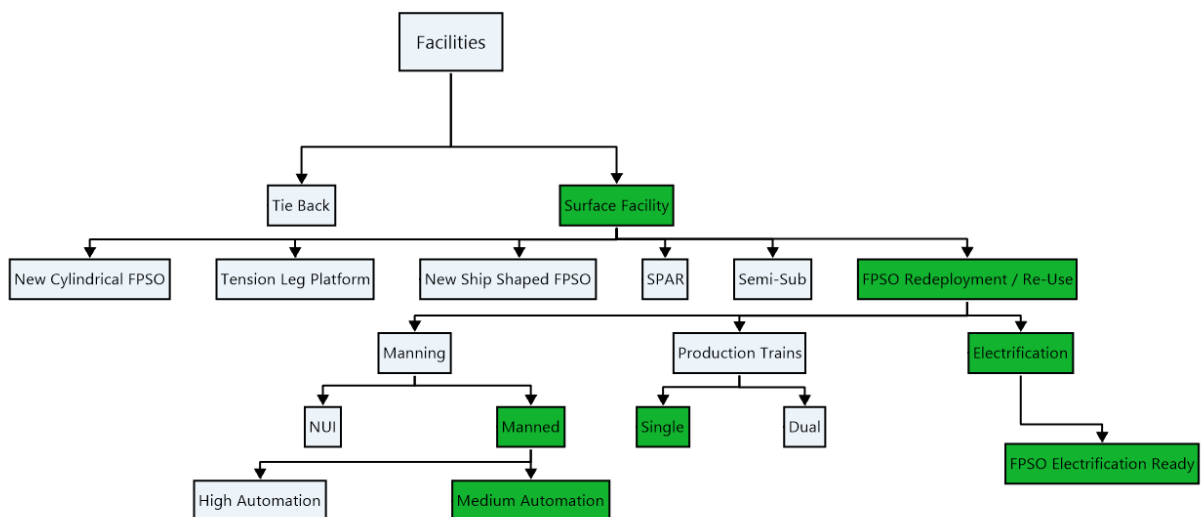 Facilities
Tie Back
Surface Facility
New Cylindrical FPSO
Tension Leg Platform
New Ship Shaped FPSO
SPAR
Semi-Sub
FPSO Redeployment / Re-Use
Manning
Production Trains
Electrification
NUI
Manned
Single
Dual
FPSO Electrification Ready
High Automation
Medium Automation